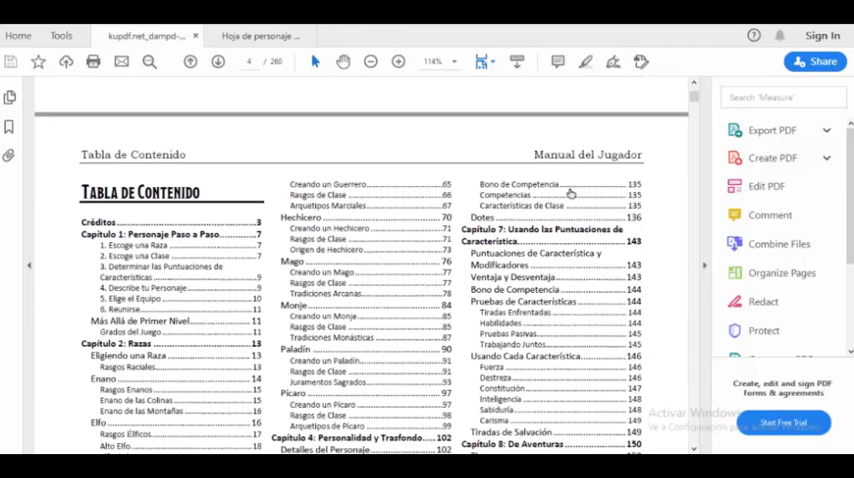 Home Tools kupdf.net_dampd-... × Hoja de personaje ... Sign In
4 / 260 114% Share
Search 'Measure'
Export PDF
Create PDF
Edit PDF
Comment
Combine Files
Organize Pages
Redact
Protect
Create, edit and sign PDF
forms & agreements
Start Free Trial
Activar Windows
Ve a Configuración para activar Windows.
Tabla de Contenido Manual del Jugador
TABLA DE CONTENIDO
Créditos 3
Capítulo 1: Personaje Paso a Paso 7
1. Escoge una Raza 7
2. Escoge una Clase 7
3. Determinar las Puntuaciones de
Características 9
4. Describe tu Personaje 9
5. Elige el Equipo 10
6. Reunirse 11
Más Allá de Primer Nivel 11
Grados del Juego 11
Capítulo 2: Razas 13
Eligiendo una Raza 13
Rasgos Raciales 13
Enano 14
Rasgos Enanos 15
Enano de las Colinas 15
Enano de las Montañas 16
Elfo 16
Rasgos Élficos 17
Alto Elfo 18
Creando un Guerrero 65
Rasgos de Clase 66
Arquetipos Marciales 67
Hechicero 70
Creando un Hechicero 71
Rasgos de Clase 71
Origen de Hechicero 73
Mago 76
Creando un Mago 77
Rasgos de Clase 77
Tradiciones Arcanas 78
Monje 84
Creando un Monje 85
Rasgos de Clase 85
Tradiciones Monásticas 87
Paladín 90
Creando un Paladín 91
Rasgos de Clase 91
Juramentos Sagrados 93
Pícaro 97
Creando un Pícaro 97
Rasgos de Clase 98
Arquetipos de Pícaro 99
Capítulo 4: Personalidad y Trasfondo 102
Detalles del Personaje 102
Bono de Competencia 135
Competencias 135
Características de Clase 135
Dotes 136
Capítulo 7: Usando las Puntuaciones de
Característica 143
Puntuaciones de Característica y
Modificadores 143
Ventaja y Desventaja 143
Bono de Competencia 144
Pruebas de Características 144
Tiradas Enfrentadas 144
Habilidades 144
Pruebas Pasivas 145
Trabajando Juntos 145
Usando Cada Característica 146
Fuerza 146
Destreza 146
Constitución 147
Inteligencia 148
Sabiduría 148
Carisma 149
Tiradas de Salvación 149
Capítulo 8: De Aventuras 150